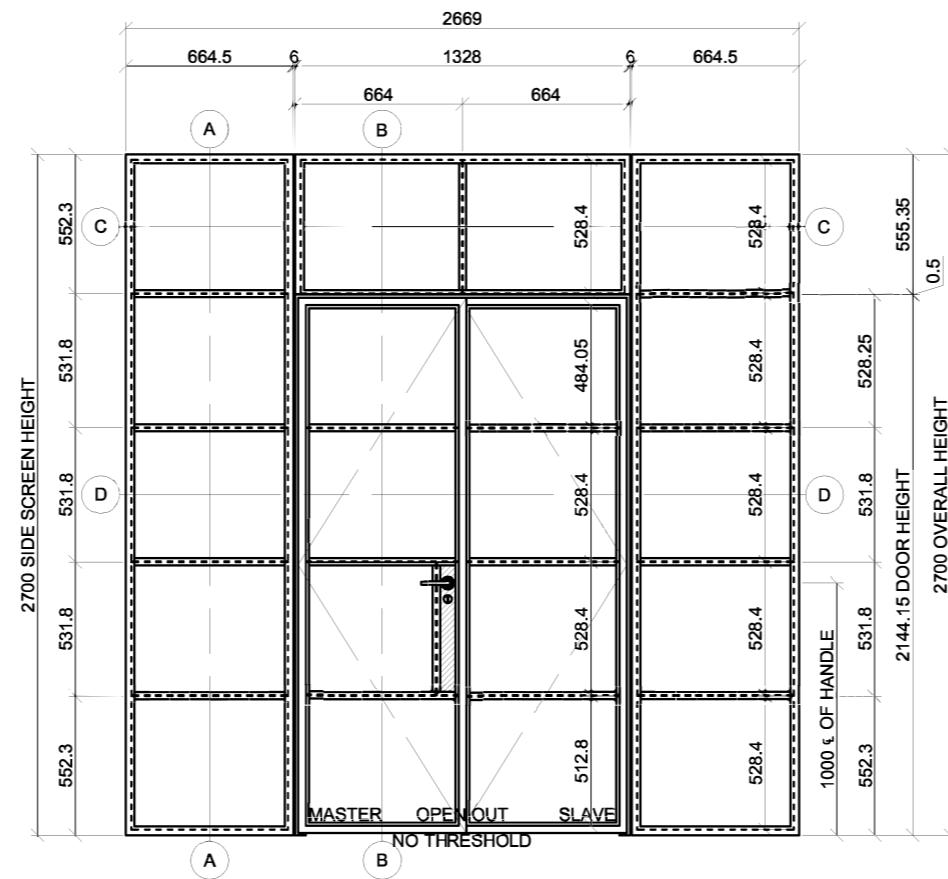 2669
664.5 6 1328 6 664.5
664 664
A B
C C
D D
A B
2700 SIDE SCREEN HEIGHT
552.3
531.8
531.8
531.8
552.3
528.4
484.05
528.4
528.4
512.8
528.4
528.4
528.4
528.4
528.4
555.35
0.5
528.25
531.8
531.8
552.3
1000 ℄ OF HANDLE
2144.15 DOOR HEIGHT
2700 OVERALL HEIGHT
MASTER OPEN OUT SLAVE
NO THRESHOLD